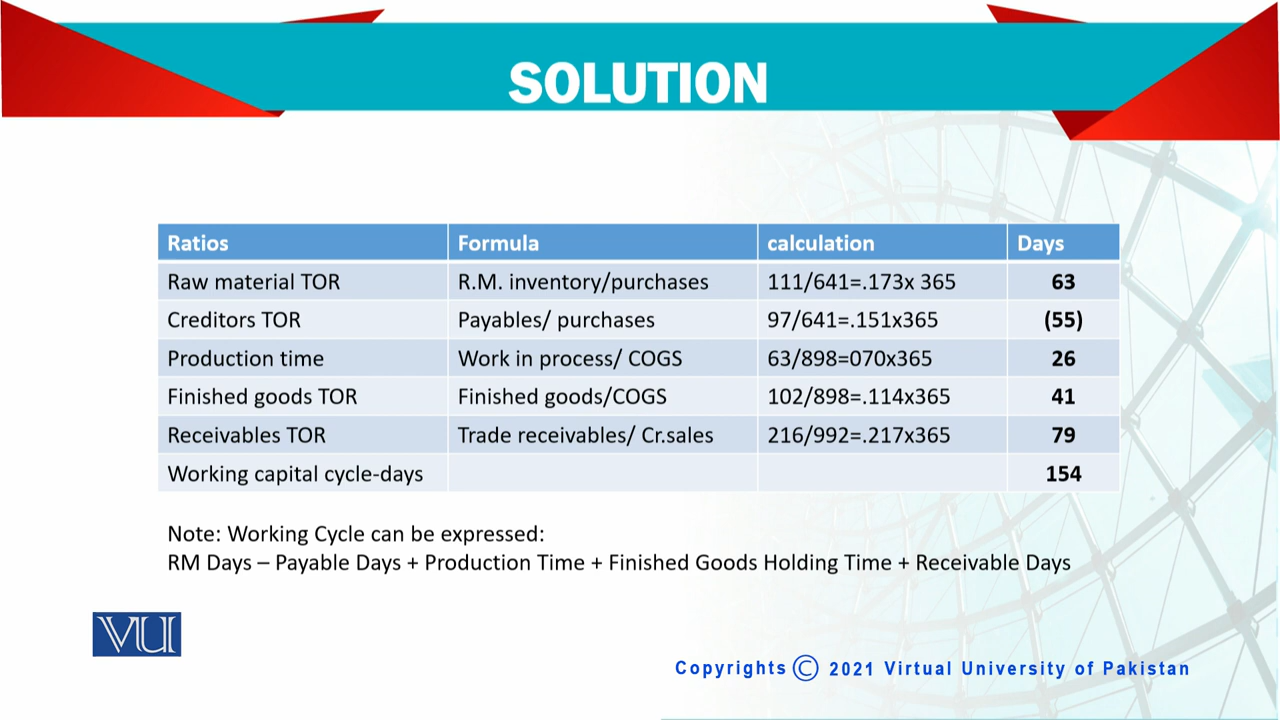 SOLUTION
Ratios Formula calculation Days
Raw material TOR R.M. inventory/purchases 111/641=.173x 365 63
Creditors TOR Payables/ purchases 97/641=.151x365 (55)
Production time Work in process/ COGS 63/898=070x365 26
Finished goods TOR Finished goods/COGS 102/898=.114x365 41
Receivables TOR Trade receivables/ Cr.sales 216/992=.217x365 79
Working capital cycle-days 154
Note: Working Cycle can be expressed:
RM Days – Payable Days + Production Time + Finished Goods Holding Time + Receivable Days
VU
Copyrights © 2021 Virtual University of Pakistan